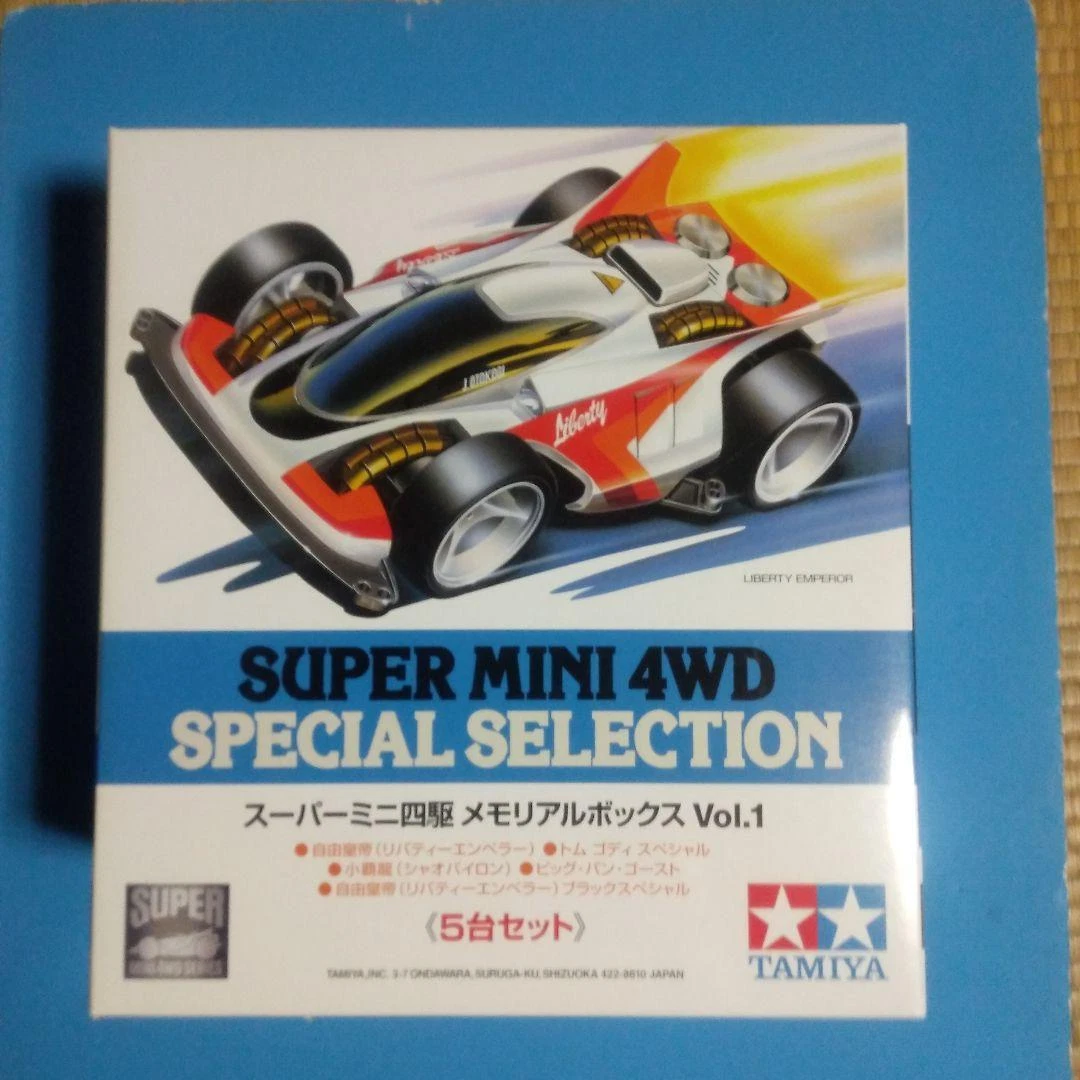 J. OTOKOGI
Liberty
LIBERTY EMPEROR
SUPER MINI 4WD
SPECIAL SELECTION
スーパーミニ四駆 メモリアルボックス Vol.1
●自由皇帝(リバティーエンペラー) ●トム ゴディ スペシャル
●小覇龍(シャオパイロン) ●ビッグ・バン・ゴースト
●自由皇帝(リバティーエンペラー)ブラックスペシャル
《5台セット》
SUPER
TAMIYA
TAMIYA, INC. 3-7 ONDAWARA, SURUGA-KU, SHIZUOKA 422-8610 JAPAN